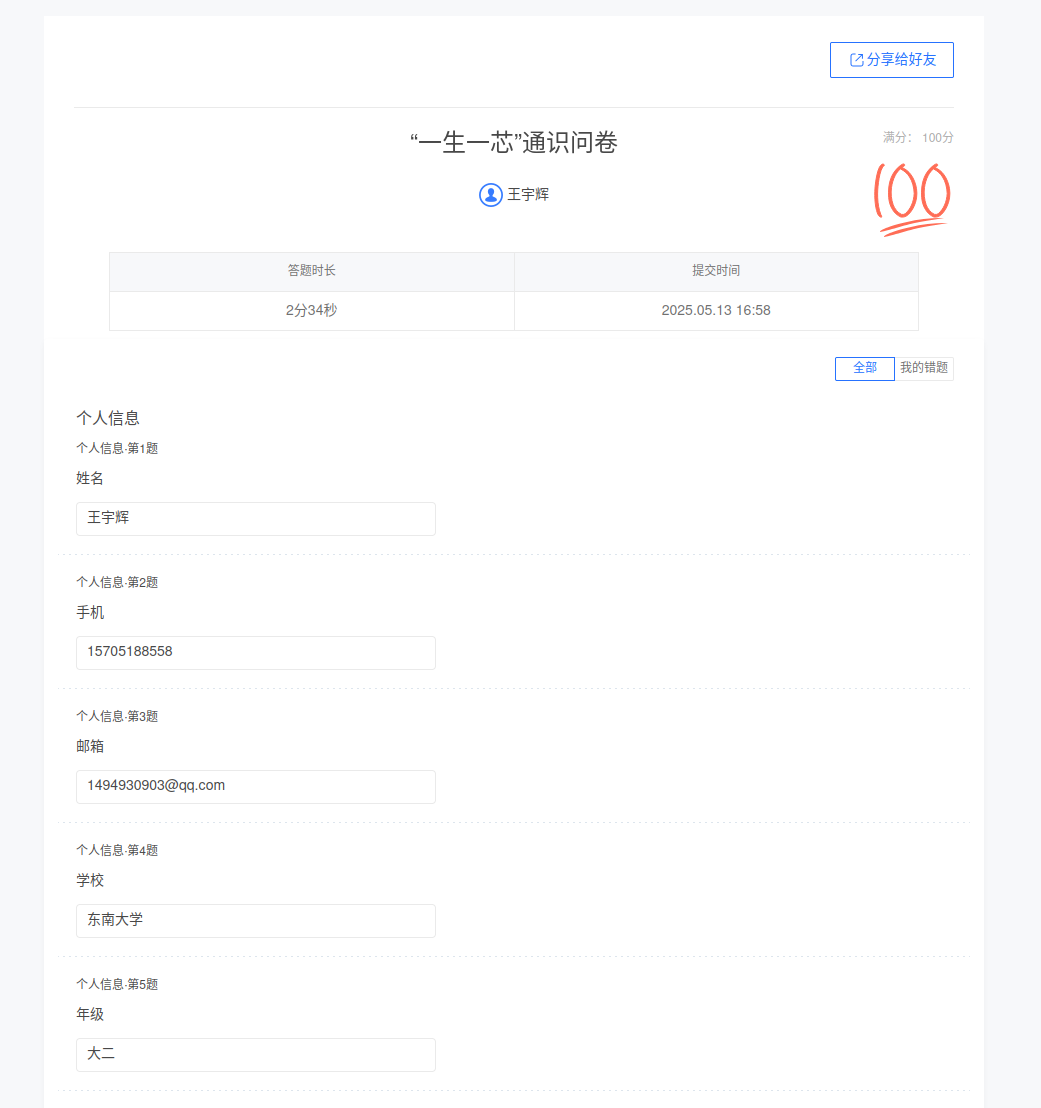 分享给好友
“一生一芯”通识问卷
满分： 100分
王宇辉
100
答题时长 提交时间
2分34秒 2025.05.13 16:58
全部 我的错题
个人信息
个人信息·第1题
姓名
王宇辉
个人信息·第2题
手机
15705188558
个人信息·第3题
邮箱
1494930903@qq.com
个人信息·第4题
学校
东南大学
个人信息·第5题
年级
大二